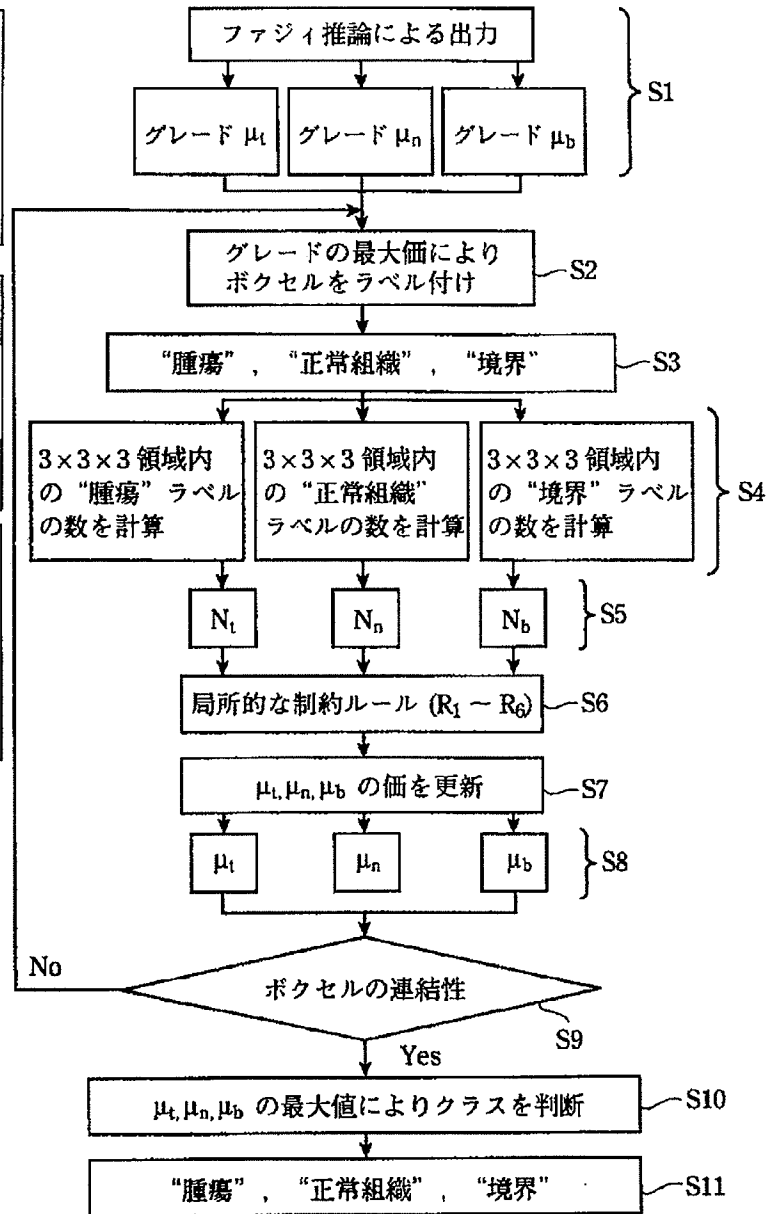 ファジィ推論による出力
グレード μt
グレード μn
グレード μb
S1
グレードの最大価により
ボクセルをラベル付け
S2
“腫瘍”，“正常組織”，“境界”
S3
3×3×3 領域内
の“腫瘍”ラベル
の数を計算
3×3×3 領域内
の“正常組織”
ラベルの数を計算
3×3×3 領域内
の“境界”ラベル
の数を計算
S4
Nt
Nn
Nb
S5
局所的な制約ルール (R1 ～ R6)
S6
μt,μn,μb の価を更新
S7
μt
μn
μb
S8
No
ボクセルの連結性
S9
Yes
μt,μn,μb の最大値によりクラスを判断
S10
“腫瘍”，“正常組織”，“境界”
S11